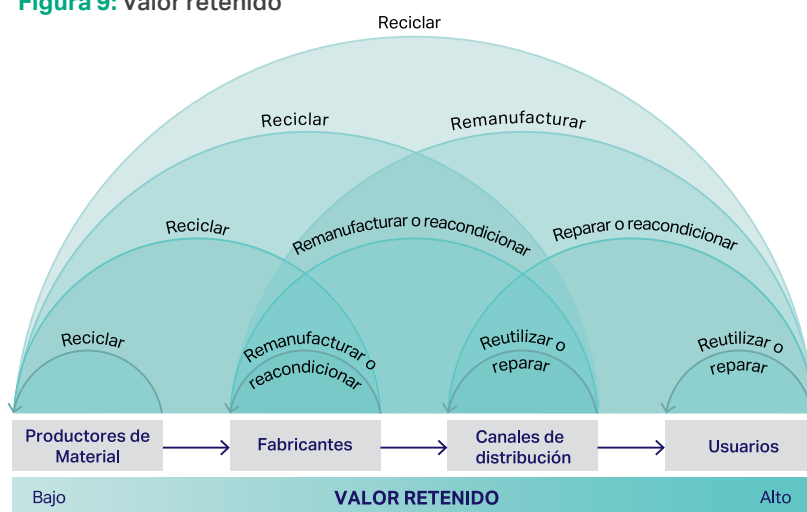 Figura 9: Valor retenido
Reciclar
Reciclar
Remanufacturar
Reciclar
Remanufacturar o reacondicionar
Reparar o reacondicionar
Reciclar
Remanufacturar o
reacondicionar
Reutilizar o
reparar
Reutilizar o
reparar
Productores de
Material
Fabricantes
Canales de
distribución
Usuarios
Bajo
VALOR RETENIDO
Alto